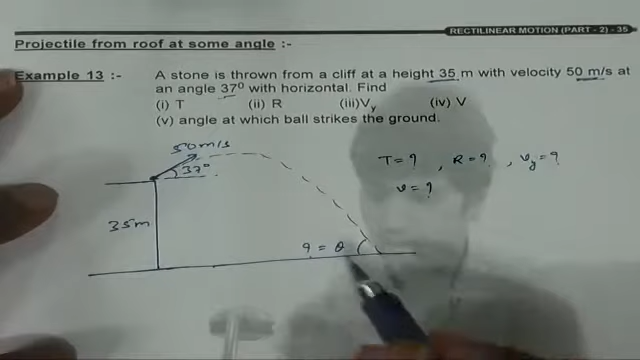 RECTILINEAR MOTION (PART - 2) - 35
Projectile from roof at some angle :-
Example 13 :- A stone is thrown from a cliff at a height 35 m with velocity 50 m/s at
an angle 37⁰ with horizontal. Find
(i) T (ii) R (iii)Vy (iv) V
(v) angle at which ball strikes the ground.
50 m/s
37°
T = ? , R = ? , vy = ?
v = ?
35m
? = θ